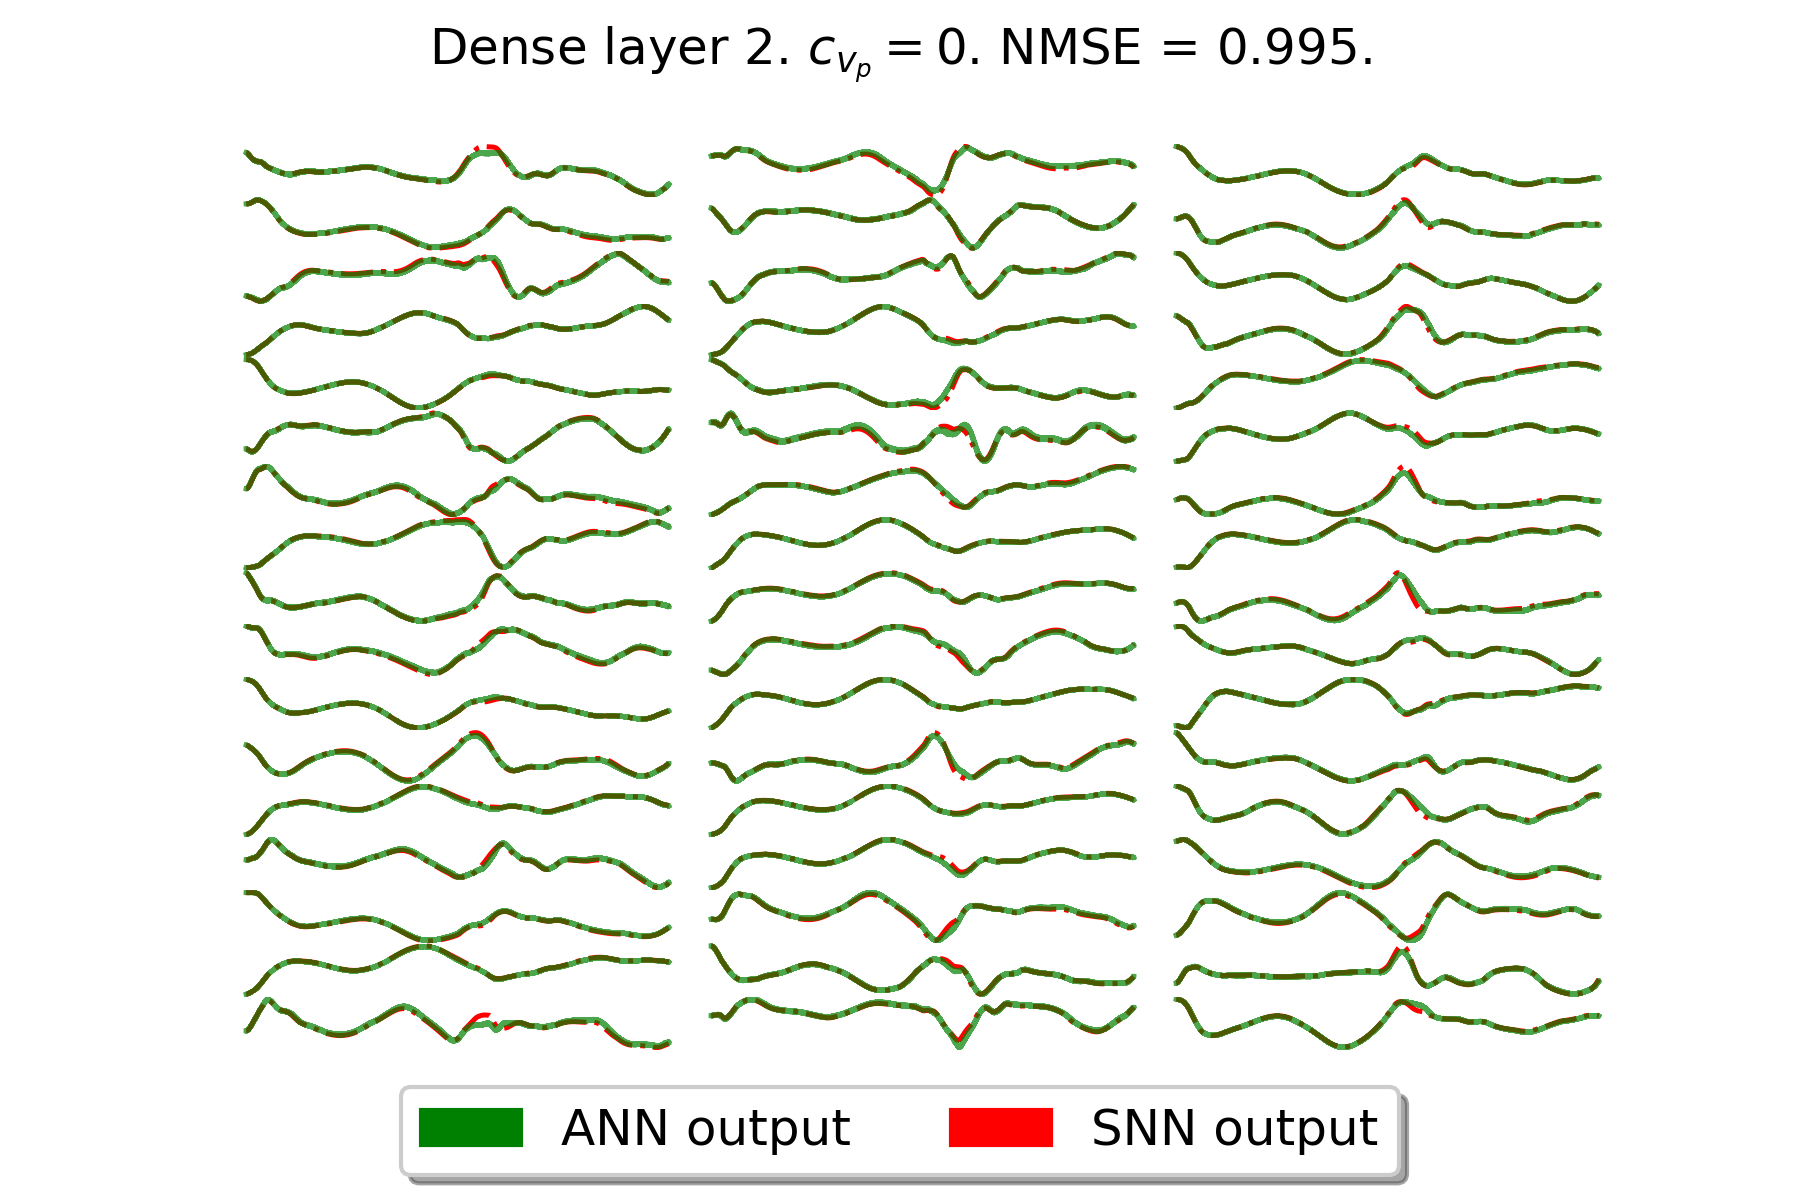 Dense layer 2. $c_{v_p} = 0$. NMSE = 0.995.
ANN output
SNN output